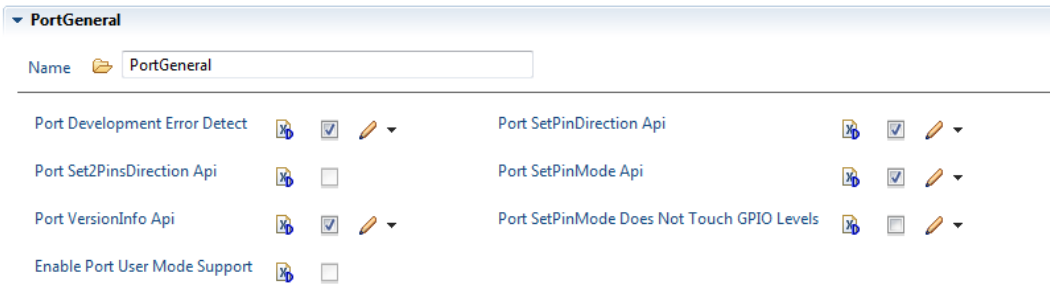 PortGeneral
Name PortGeneral
Port Development Error Detect Port SetPinDirection Api
Port Set2PinsDirection Api Port SetPinMode Api
Port VersionInfo Api Port SetPinMode Does Not Touch GPIO Levels
Enable Port User Mode Support